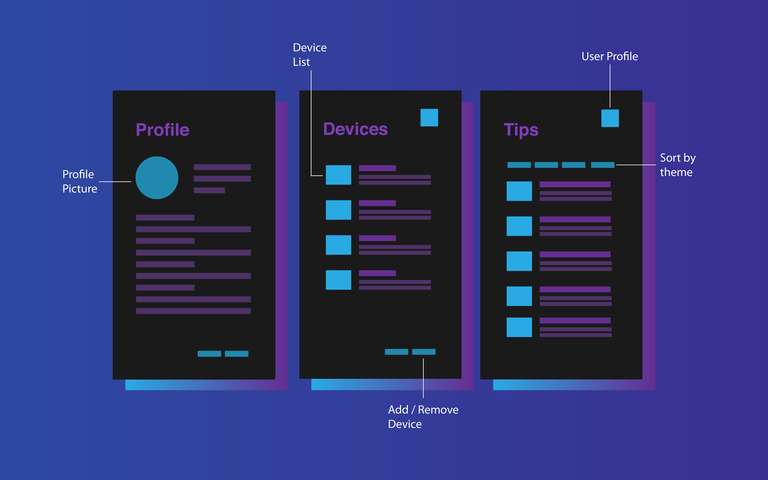 Device
List
User Profile
Profile
Devices
Tips
Profile
Picture
Sort by
theme
Add / Remove
Device